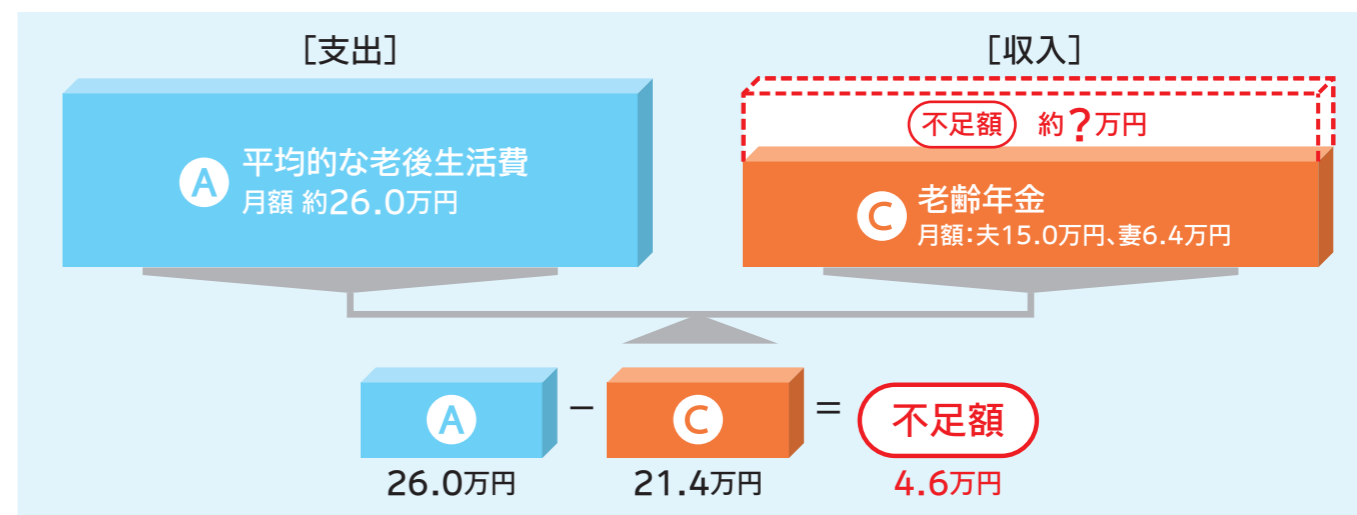 ［支出］
A 平均的な老後生活費
月額 約26.0万円
［収入］
不足額 約?万円
C 老齢年金
月額：夫15.0万円、妻6.4万円
A － C ＝ 不足額
26.0万円 21.4万円 4.6万円